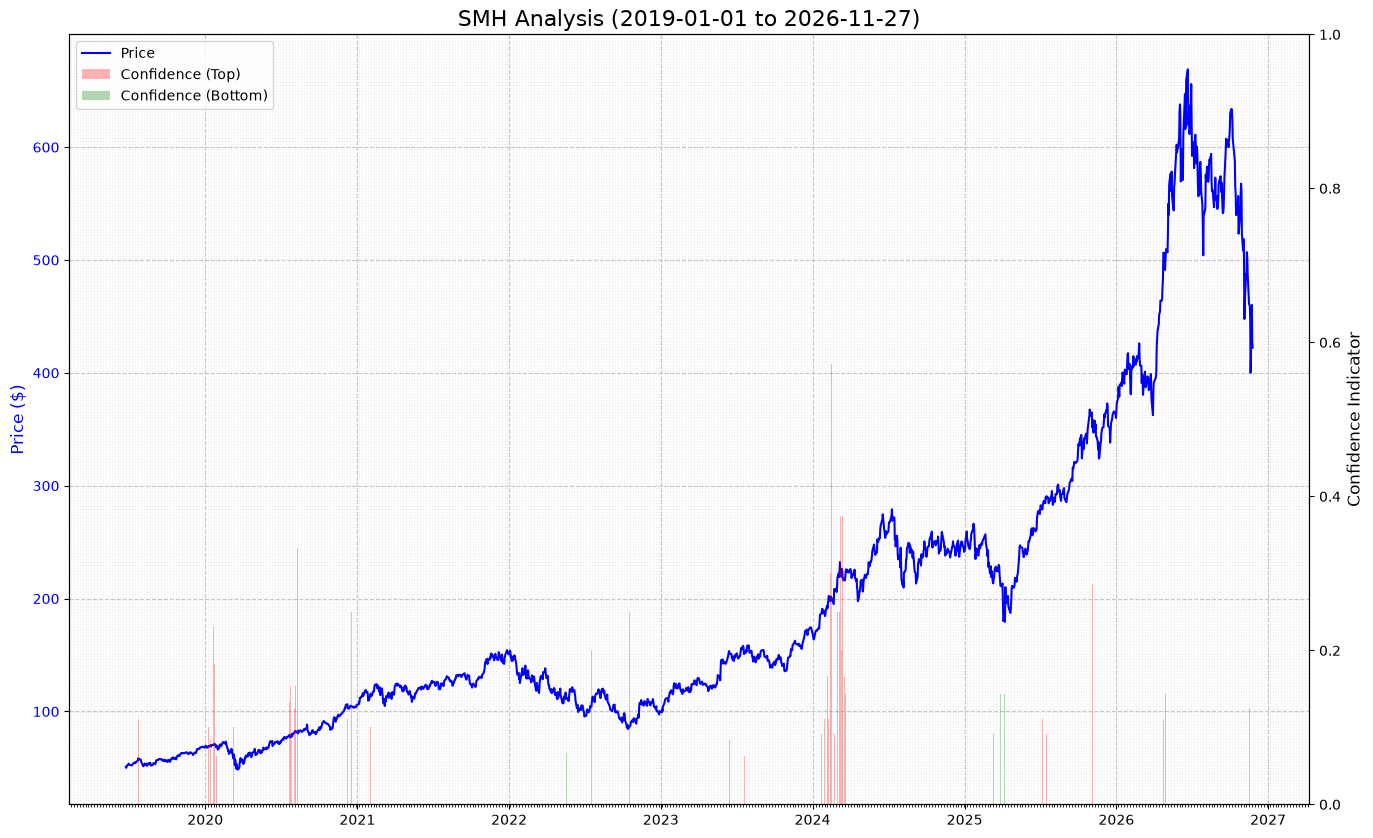 SMH Analysis (2019-01-01 to 2026-11-27)
Price
Confidence (Top)
Confidence (Bottom)
Price ($)
600
500
400
300
200
100
1.0
0.8
0.6
0.4
0.2
0.0
Confidence Indicator
2020 2021 2022 2023 2024 2025 2026 2027